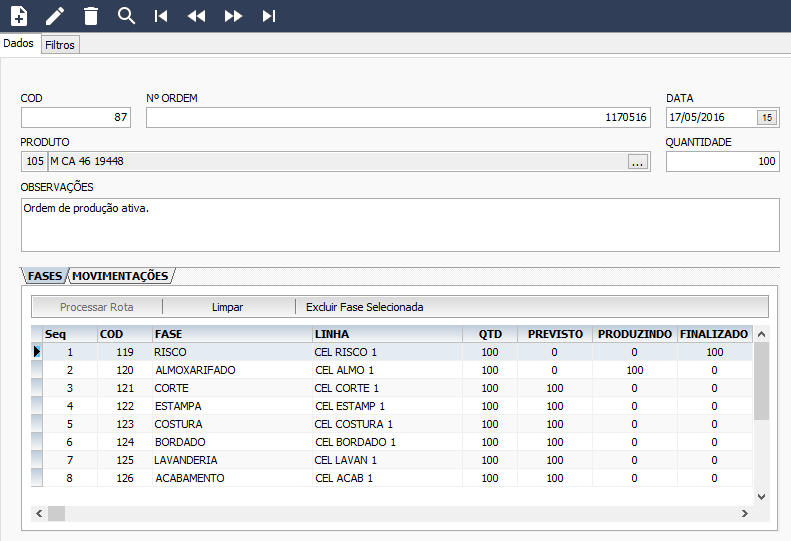 Dados Filtros
COD Nº ORDEM DATA
87 1170516 17/05/2016 15
PRODUTO QUANTIDADE
105 M CA 46 19448 ... 100
OBSERVAÇÕES
Ordem de produção ativa.
FASES MOVIMENTAÇÕES
Processar Rota Limpar Excluir Fase Selecionada
Seq COD FASE LINHA QTD PREVISTO PRODUZINDO FINALIZADO
1 119 RISCO CEL RISCO 1 100 0 0 100
2 120 ALMOXARIFADO CEL ALMO 1 100 0 100 0
3 121 CORTE CEL CORTE 1 100 100 0 0
4 122 ESTAMPA CEL ESTAMP 1 100 100 0 0
5 123 COSTURA CEL COSTURA 1 100 100 0 0
6 124 BORDADO CEL BORDADO 1 100 100 0 0
7 125 LAVANDERIA CEL LAVAN 1 100 100 0 0
8 126 ACABAMENTO CEL ACAB 1 100 100 0 0